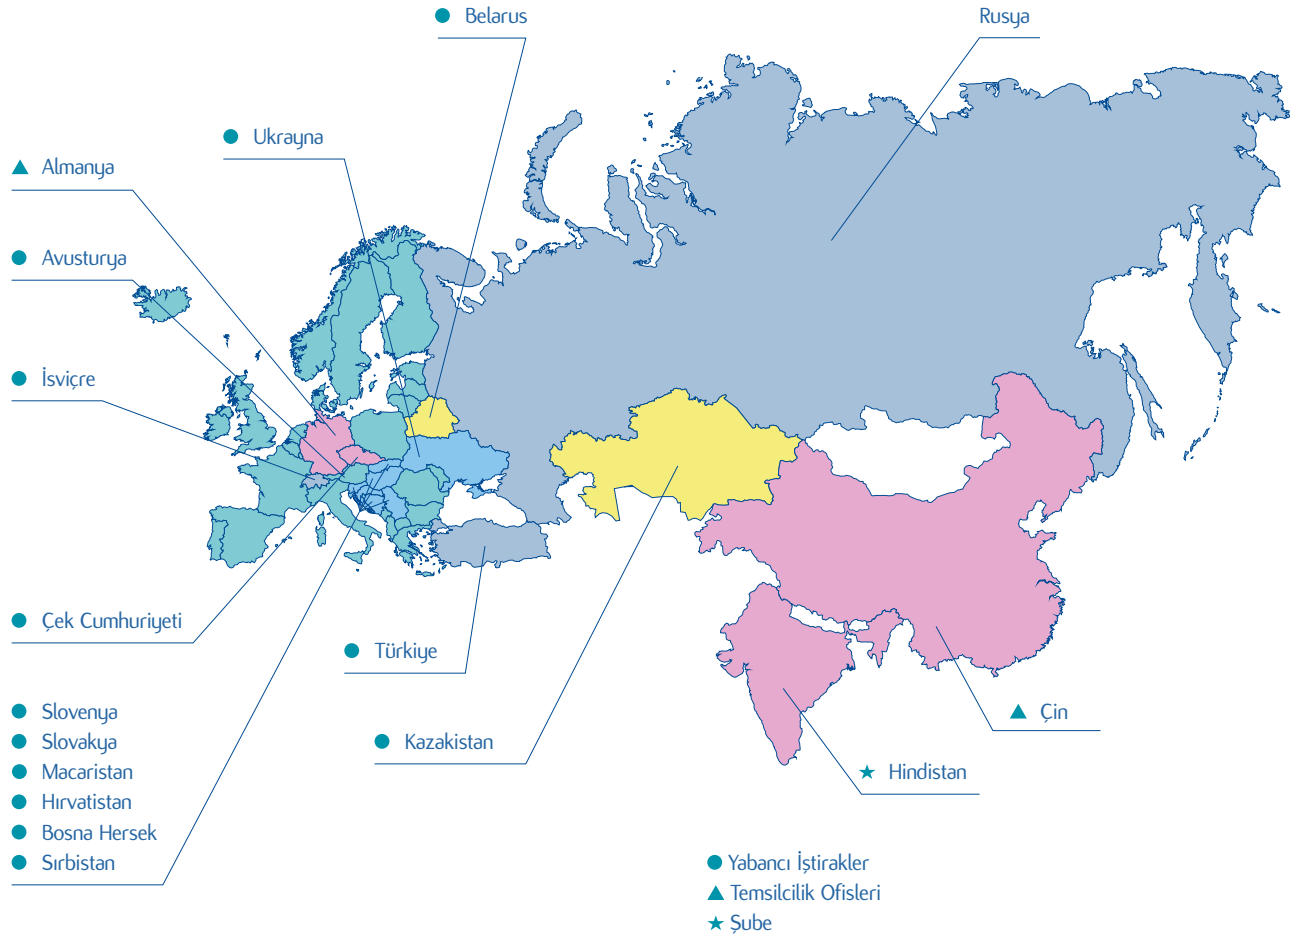 Belarus
Rusya
Ukrayna
Almanya
Avusturya
İsviçre
Çek Cumhuriyeti
Türkiye
Slovenya
Slovakya
Macaristan
Hırvatistan
Bosna Hersek
Sırbistan
Kazakistan
Çin
Hindistan
Yabancı İştirakler
Temsilcilik Ofisleri
Şube